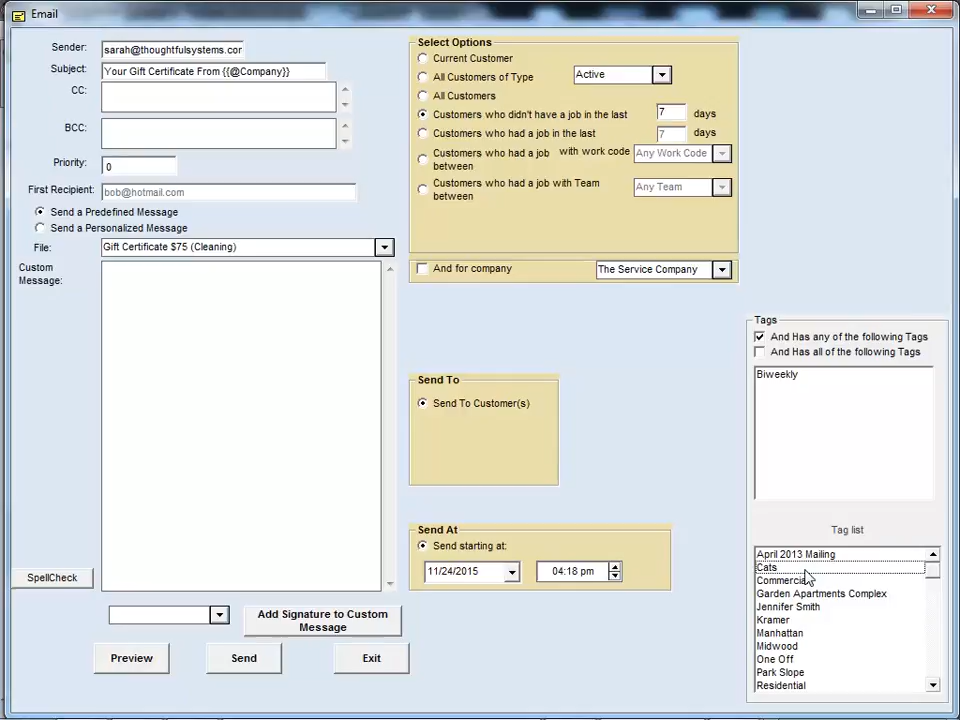 Email
Sender:
sarah@thoughtfulsystems.cor
Subject:
Your Gift Certificate From {{@Company}}
CC:
BCC:
Priority:
0
First Recipient:
bob@hotmail.com
Send a Predefined Message
Send a Personalized Message
File:
Gift Certificate $75 (Cleaning)
Custom
Message:
SpellCheck
Add Signature to Custom
Message
Preview
Send
Exit
Select Options
Current Customer
All Customers of Type
Active
All Customers
Customers who didn't have a job in the last
7
days
Customers who had a job in the last
7
days
Customers who had a job with work code
between
Any Work Code
Customers who had a job with Team
between
Any Team
And for company
The Service Company
Send To
Send To Customer(s)
Send At
Send starting at:
11/24/2015
04:18 pm
Tags
And Has any of the following Tags
And Has all of the following Tags
Biweekly
Tag list
April 2013 Mailing
Cats
Commercial
Garden Apartments Complex
Jennifer Smith
Kramer
Manhattan
Midwood
One Off
Park Slope
Residential